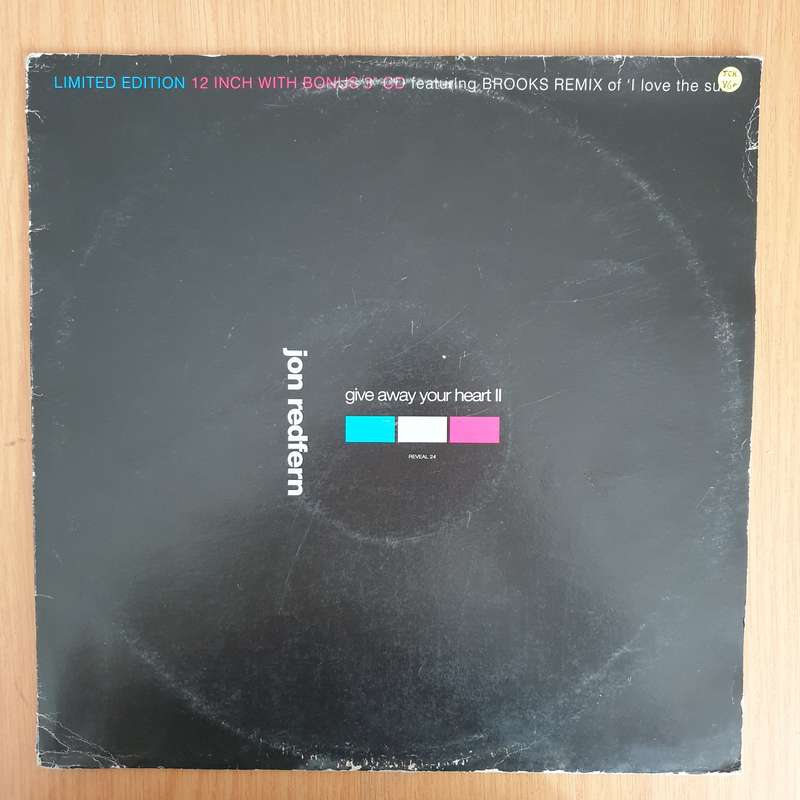 LIMITED EDITION 12 INCH WITH BONUS 3" CD featuring BROOKS REMIX of 'I love the su
jon redfern
give away your heart II
REVEAL 24